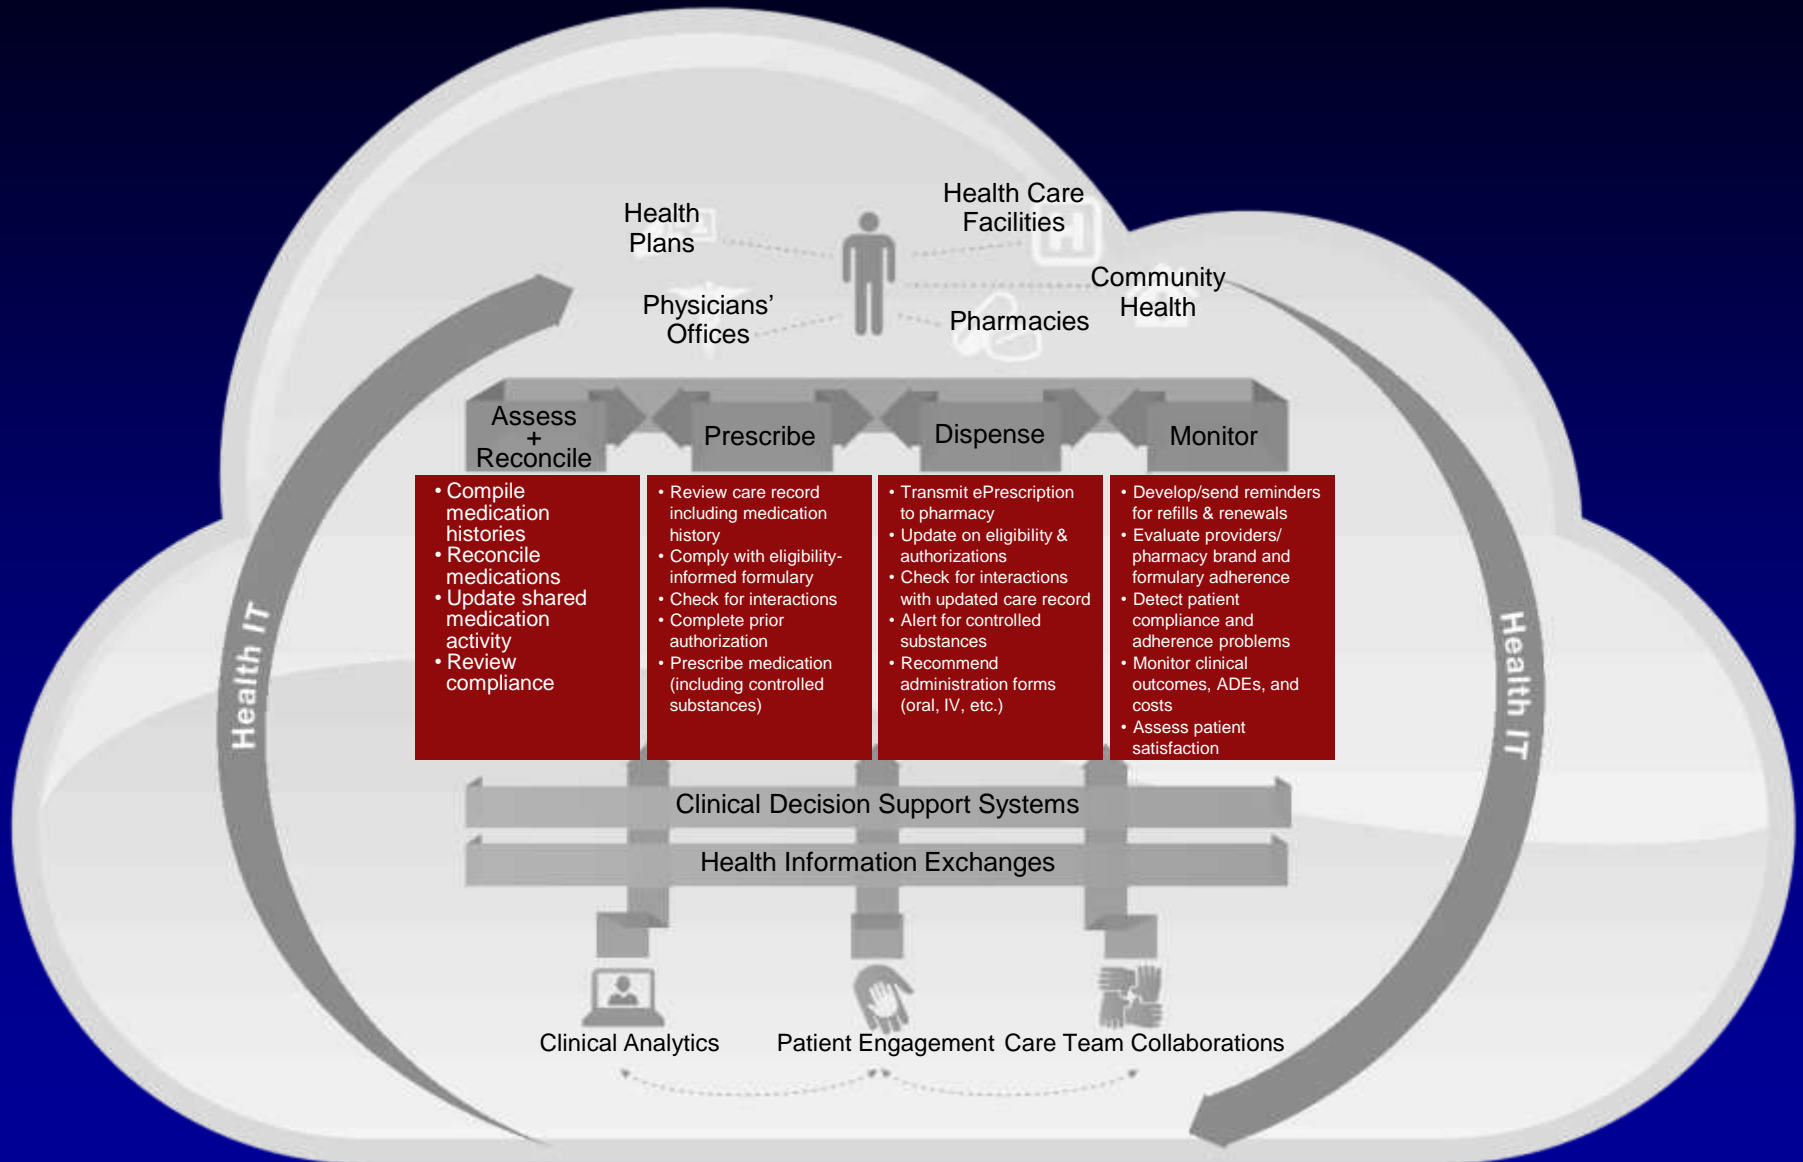 Health
Plans
Health Care
Facilities
H
Community
Health
Physicians’
Offices
Pharmacies
Assess
+
Reconcile
Prescribe
Dispense
Monitor
• Compile
medication
histories
• Reconcile
medications
• Update shared
medication
activity
• Review
compliance
• Review care record
including medication
history
• Comply with eligibility-
informed formulary
• Check for interactions
• Complete prior
authorization
• Prescribe medication
(including controlled
substances)
• Transmit ePrescription
to pharmacy
• Update on eligibility &
authorizations
• Check for interactions
with updated care record
• Alert for controlled
substances
• Recommend
administration forms
(oral, IV, etc.)
• Develop/send reminders
for refills & renewals
• Evaluate providers/
pharmacy brand and
formulary adherence
• Detect patient
compliance and
adherence problems
• Monitor clinical
outcomes, ADEs, and
costs
• Assess patient
satisfaction
Health IT
Health IT
Clinical Decision Support Systems
Health Information Exchanges
Clinical Analytics
Patient Engagement
Care Team Collaborations